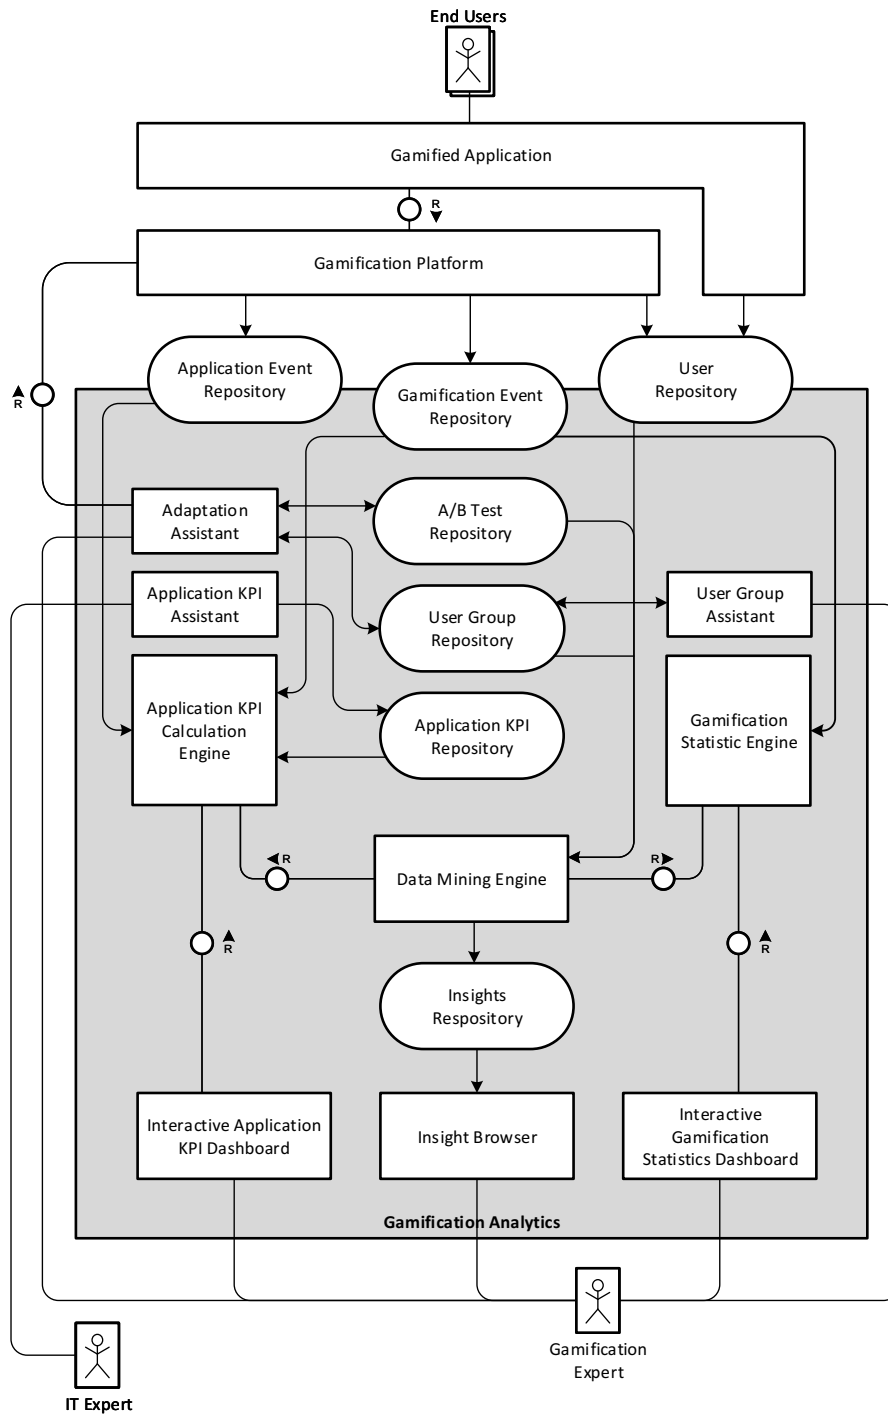 End Users
Gamified Application
R
Gamification Platform
Application Event
Repository
Gamification Event
Repository
User
Repository
R
Adaptation
Assistant
A/B Test
Repository
Application KPI
Assistant
User Group
Repository
User Group
Assistant
Application KPI
Calculation
Engine
Application KPI
Repository
Gamification
Statistic Engine
R
R
Data Mining Engine
R
R
Insights
Respository
Interactive Application
KPI Dashboard
Insight Browser
Interactive
Gamification
Statistics Dashboard
Gamification Analytics
Gamification
Expert
IT Expert